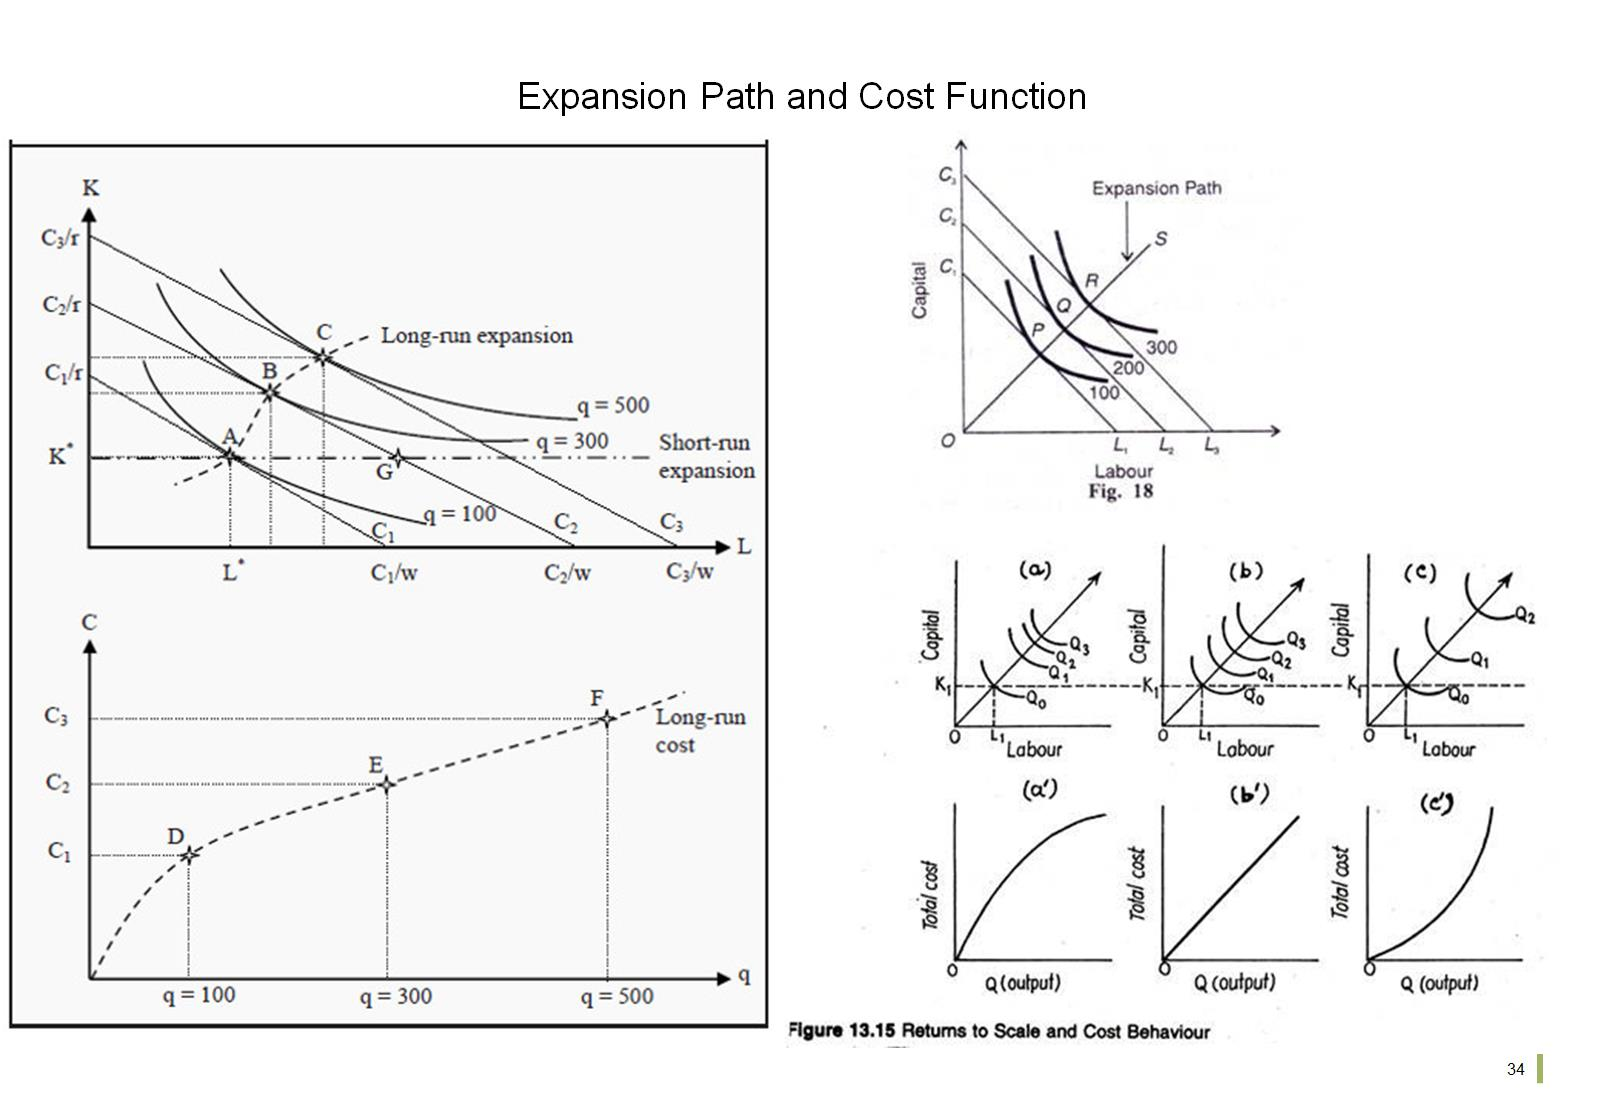 Expansion Path and Cost Function
K
C₃/r
C₂/r
C₁/r
K*
A
B
C
G
Long-run expansion
q = 500
q = 300
q = 100
Short-run
expansion
C₁
C₂
C₃
L
L*
C₁/w
C₂/w
C₃/w
C
C₃
C₂
C₁
D
E
F
Long-run
cost
q
q = 100
q = 300
q = 500
Expansion Path
C₃
C₂
C₁
Capital
S
R
Q
P
300
200
100
O
L₁
L₂
L₃
Labour
Fig. 18
(a)
Capital
K₁
Q₃
Q₂
Q₁
Q₀
O
L₁
Labour
(b)
Capital
K₁
Q₃
Q₂
Q₁
Q₀
O
L₁
Labour
(c)
Capital
K₁
Q₂
Q₁
Q₀
O
L₁
Labour
(a')
Total cost
O
Q (output)
(b')
Total cost
O
Q (output)
(c')
Total cost
O
Q (output)
Figure 13.15 Returns to Scale and Cost Behaviour
34